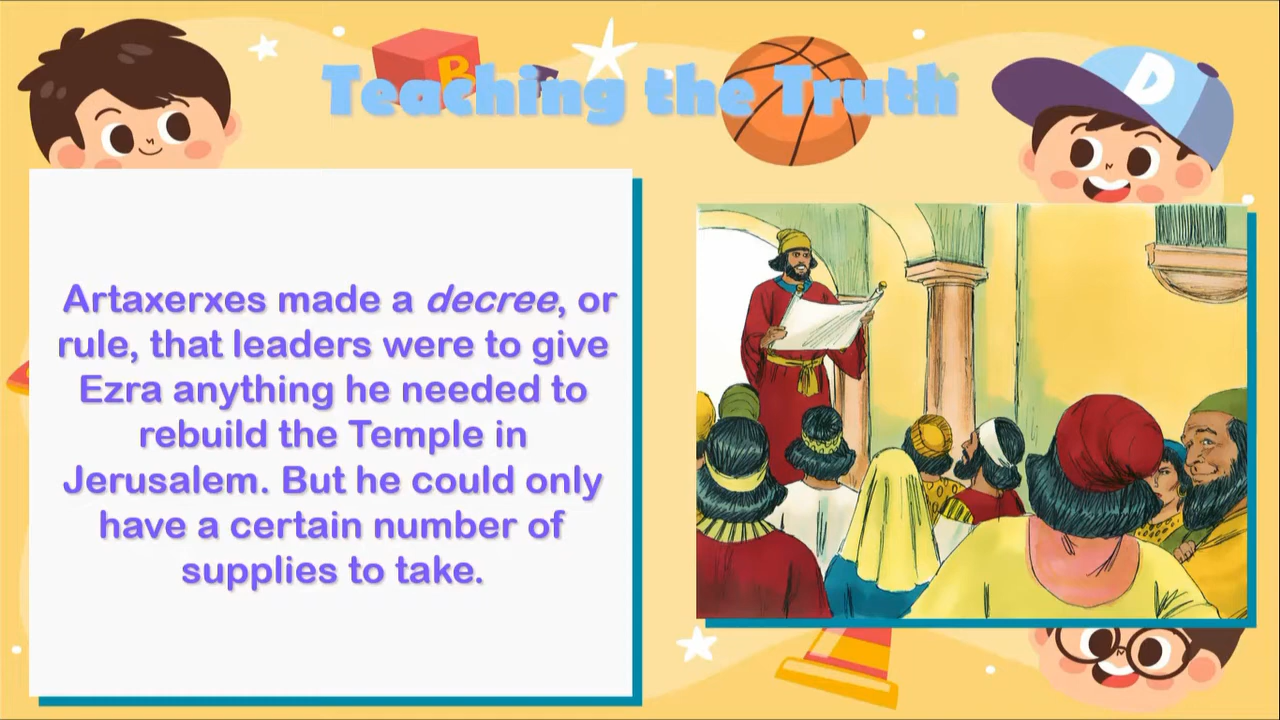 Teaching the Truth
Artaxerxes made a decree, or
rule, that leaders were to give
Ezra anything he needed to
rebuild the Temple in
Jerusalem. But he could only
have a certain number of
supplies to take.
B
D